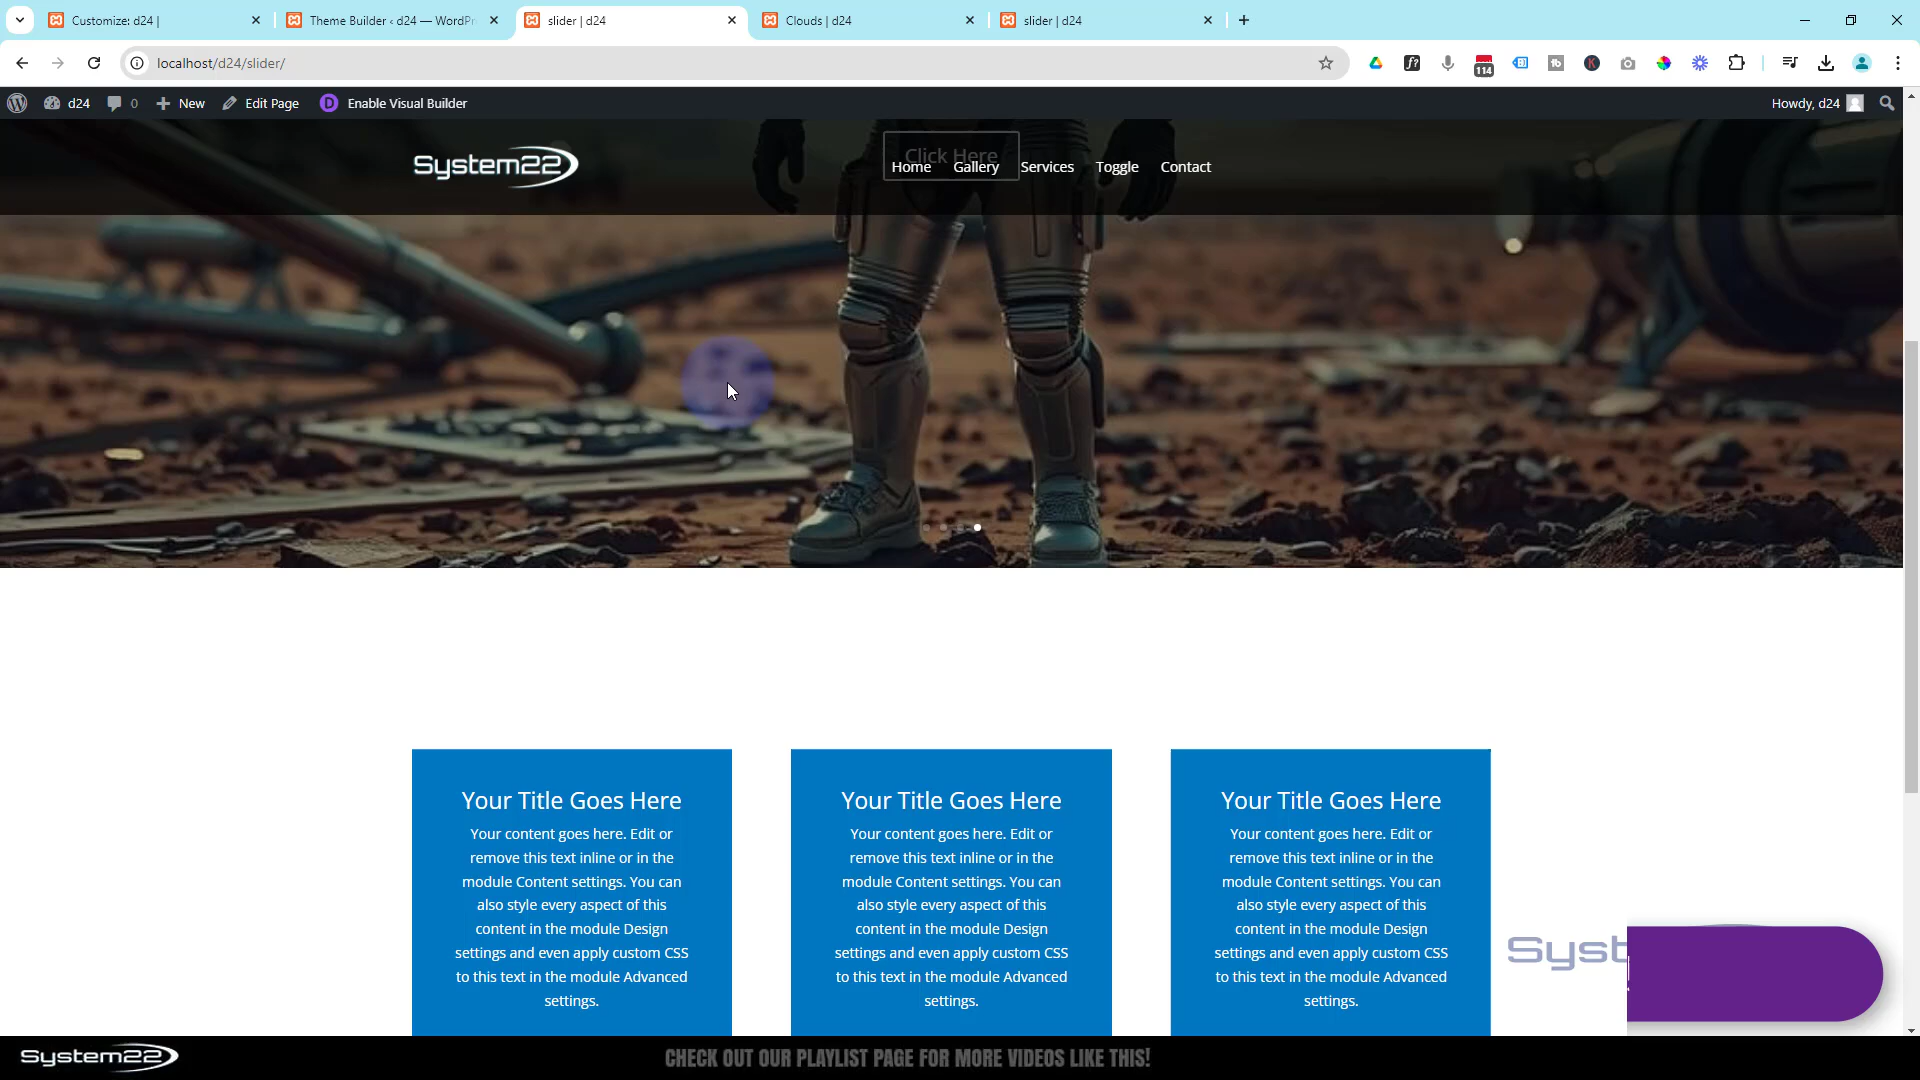 Customize: d24 |
Theme Builder ‹ d24 — WordPr
slider | d24
Clouds | d24
slider | d24
localhost/d24/slider/
114
d24
0
New
Edit Page
Enable Visual Builder
Howdy, d24
System22
Click Here
Home
Gallery
Services
Toggle
Contact
Your Title Goes Here
Your content goes here. Edit or
remove this text inline or in the
module Content settings. You can
also style every aspect of this
content in the module Design
settings and even apply custom CSS
to this text in the module Advanced
settings.
Your Title Goes Here
Your content goes here. Edit or
remove this text inline or in the
module Content settings. You can
also style every aspect of this
content in the module Design
settings and even apply custom CSS
to this text in the module Advanced
settings.
Your Title Goes Here
Your content goes here. Edit or
remove this text inline or in the
module Content settings. You can
also style every aspect of this
content in the module Design
settings and even apply custom CSS
to this text in the module Advanced
settings.
Syst
System22
CHECK OUT OUR PLAYLIST PAGE FOR MORE VIDEOS LIKE THIS!